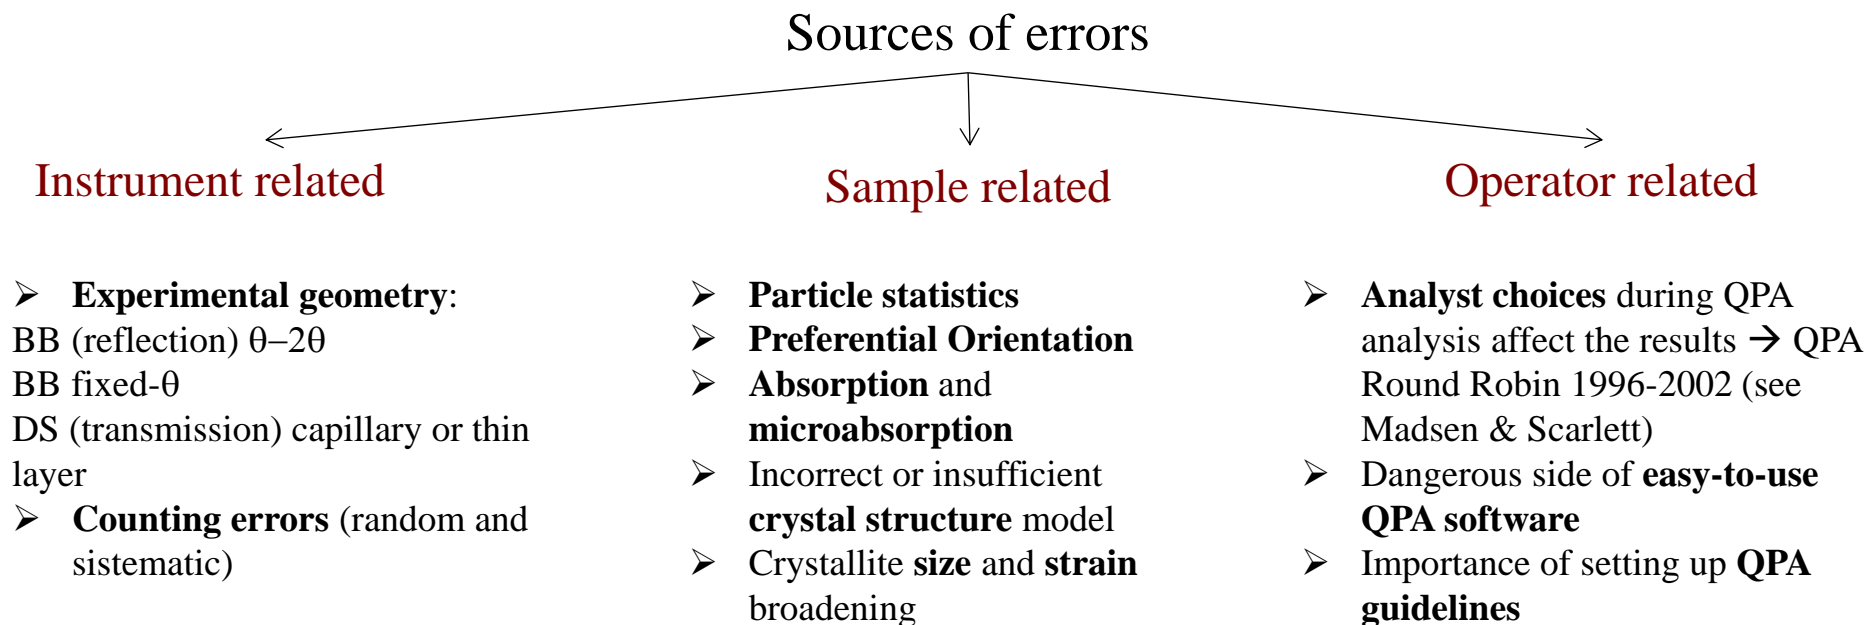 Sources of errors
Instrument related
➢ Experimental geometry:
BB (reflection) θ−2θ
BB fixed-θ
DS (transmission) capillary or thin
layer
➢ Counting errors (random and
sistematic)
Sample related
➢ Particle statistics
➢ Preferential Orientation
➢ Absorption and
microabsorption
➢ Incorrect or insufficient
crystal structure model
➢ Crystallite size and strain
broadening
Operator related
➢ Analyst choices during QPA
analysis affect the results → QPA
Round Robin 1996-2002 (see
Madsen & Scarlett)
➢ Dangerous side of easy-to-use
QPA software
➢ Importance of setting up QPA
guidelines